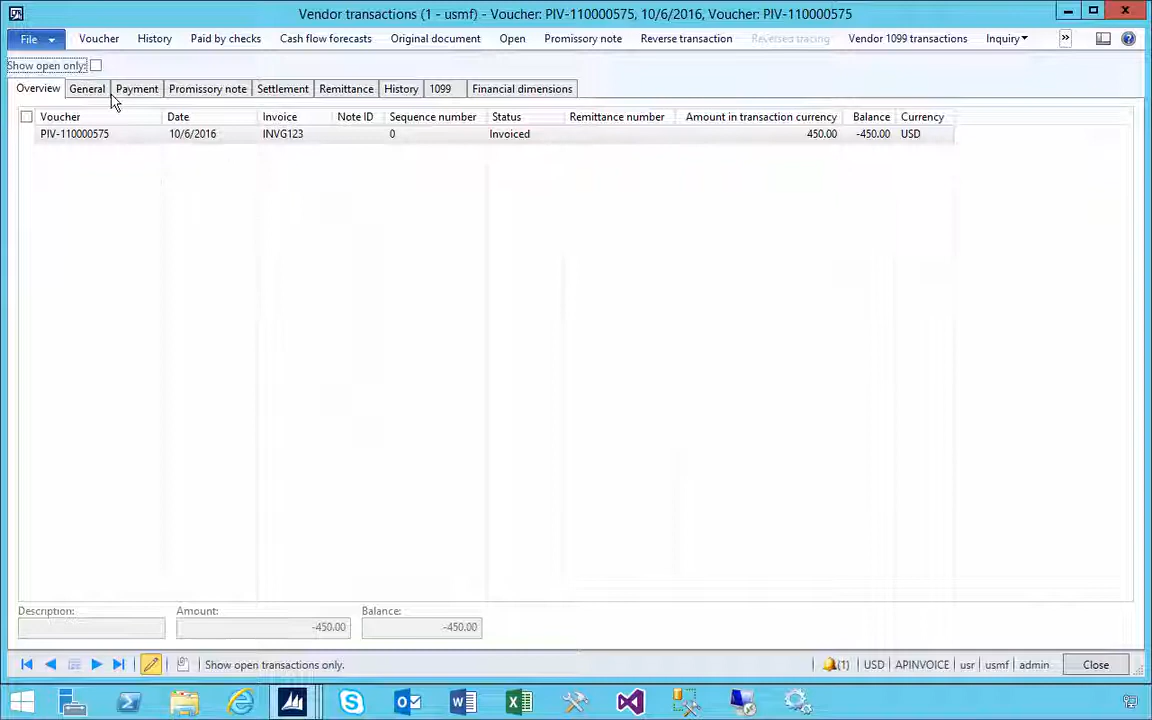 Vendor transactions (1 - usmf) - Voucher: PIV-110000575, 10/6/2016, Voucher: PIV-110000575
File Voucher History Paid by checks Cash flow forecasts Original document Open Promissory note Reverse transaction Reversed tracing Vendor 1099 transactions Inquiry »
Show open only:
Overview General Payment Promissory note Settlement Remittance History 1099 Financial dimensions
Voucher Date Invoice Note ID Sequence number Status Remittance number Amount in transaction currency Balance Currency
PIV-110000575 10/6/2016 INVG123 0 Invoiced 450.00 -450.00 USD
Description: Amount: Balance:
-450.00 -450.00
Show open transactions only. (1) USD APINVOICE usr usmf admin Close